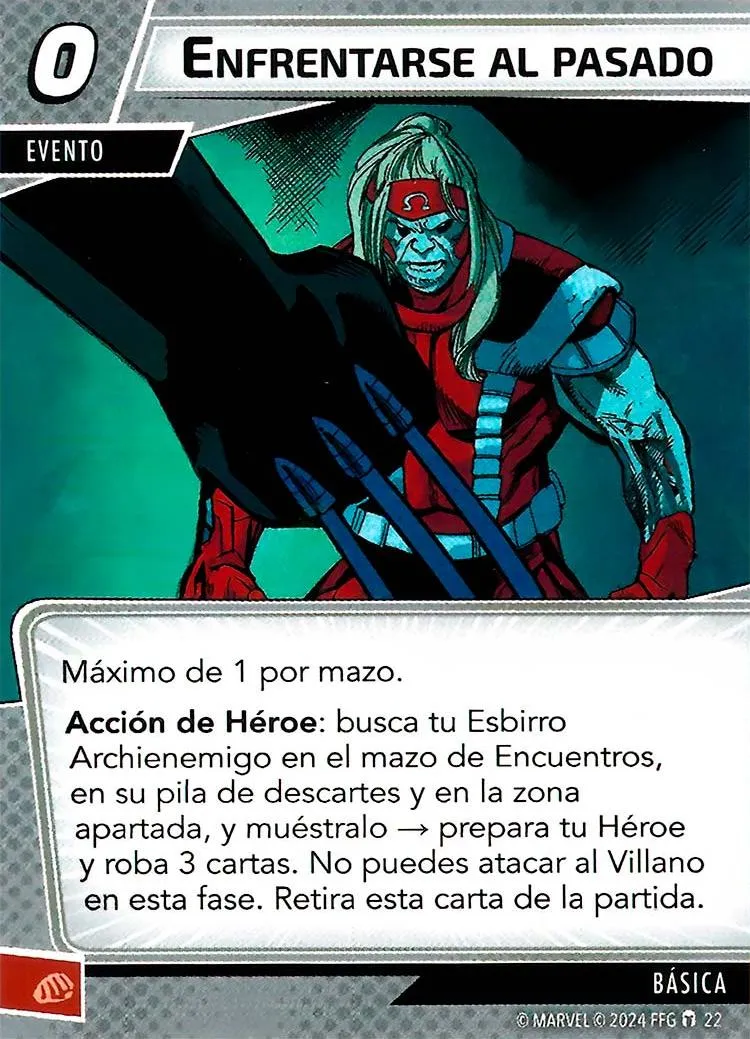 0
ENFRENTARSE AL PASADO
EVENTO
Ω
Máximo de 1 por mazo.
Acción de Héroe: busca tu Esbirro
Archienemigo en el mazo de Encuentros,
en su pila de descartes y en la zona
apartada, y muéstralo → prepara tu Héroe
y roba 3 cartas. No puedes atacar al Villano
en esta fase. Retira esta carta de la partida.
BÁSICA
© MARVEL © 2024 FFG 22